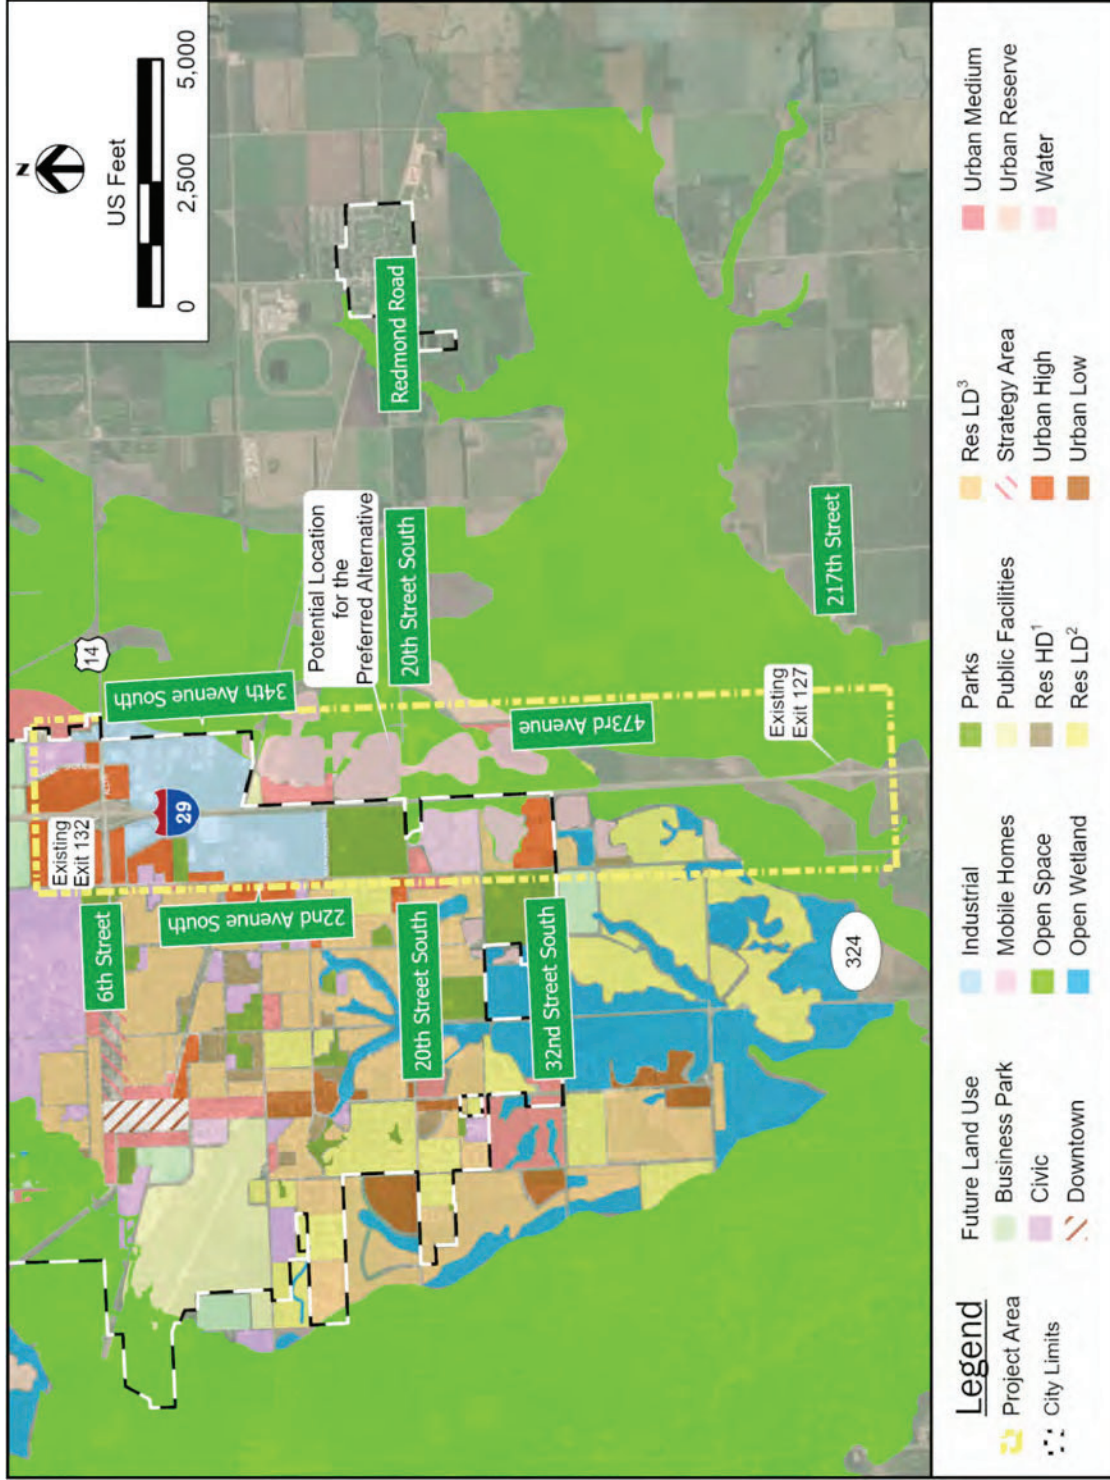 N
US Feet
0 2,500 5,000
14
34th Avenue South
Potential Location
for the
Preferred Alternative
Redmond Road
20th Street South
473rd Avenue
217th Street
Existing
Exit 127
Existing
Exit 132
29
22nd Avenue South
6th Street
20th Street South
32nd Street South
324
Legend
Project Area
City Limits
Future Land Use
Business Park
Civic
Downtown
Industrial
Mobile Homes
Open Space
Open Wetland
Parks
Public Facilities
Res HD¹
Res LD²
Res LD³
Strategy Area
Urban High
Urban Low
Urban Medium
Urban Reserve
Water